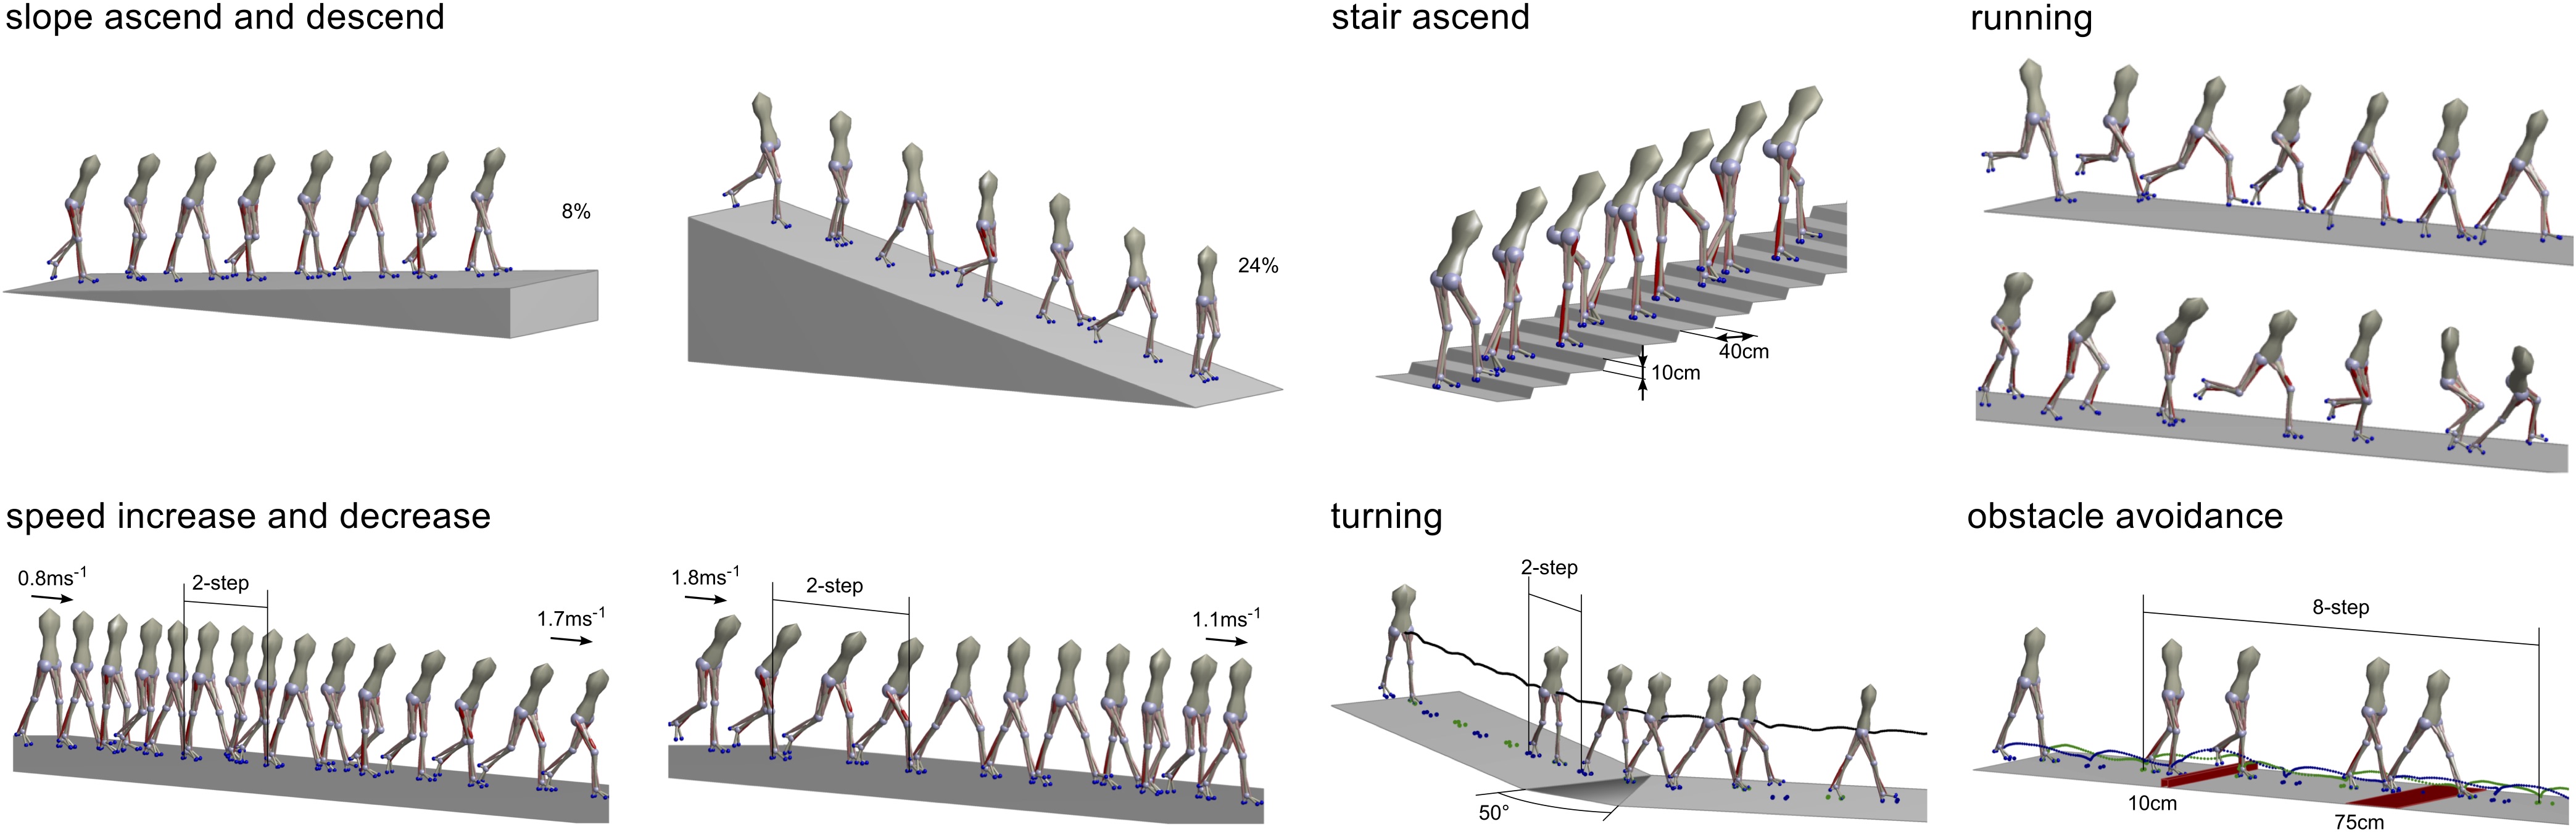 slope ascend and descend
8%
24%
stair ascend
40cm
10cm
running
speed increase and decrease
0.8ms-1
2-step
1.7ms-1
1.8ms-1
2-step
1.1ms-1
turning
2-step
50°
obstacle avoidance
8-step
10cm
75cm